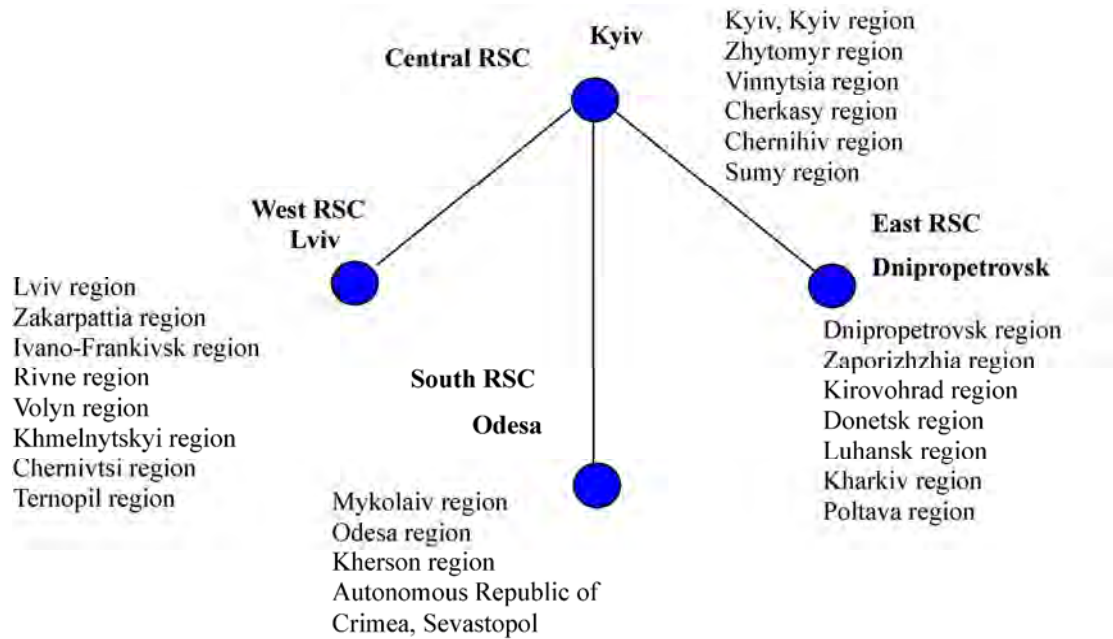 Central RSC
Kyiv
Kyiv, Kyiv region
Zhytomyr region
Vinnytsia region
Cherkasy region
Chernihiv region
Sumy region
West RSC
Lviv
Lviv region
Zakarpattia region
Ivano-Frankivsk region
Rivne region
Volyn region
Khmelnytskyi region
Chernivtsi region
Ternopil region
South RSC
Odesa
Mykolaiv region
Odesa region
Kherson region
Autonomous Republic of
Crimea, Sevastopol
East RSC
Dnipropetrovsk
Dnipropetrovsk region
Zaporizhzhia region
Kirovohrad region
Donetsk region
Luhansk region
Kharkiv region
Poltava region